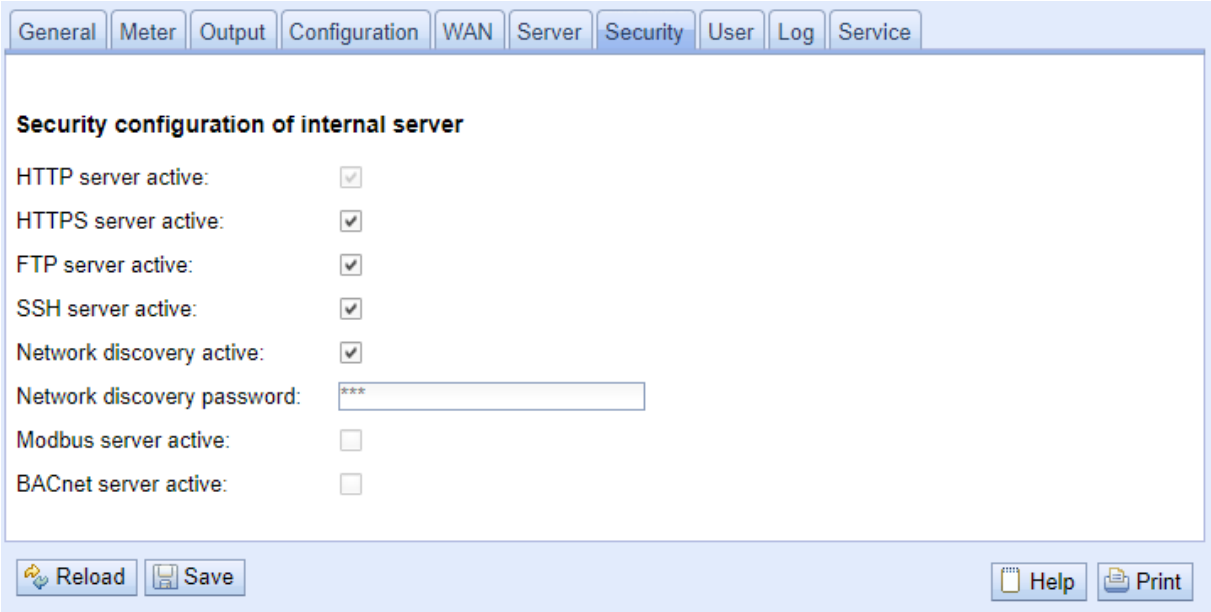 General Meter Output Configuration WAN Server Security User Log Service
Security configuration of internal server
HTTP server active:
HTTPS server active:
FTP server active:
SSH server active:
Network discovery active:
Network discovery password: ***
Modbus server active:
BACnet server active:
Reload Save Help Print